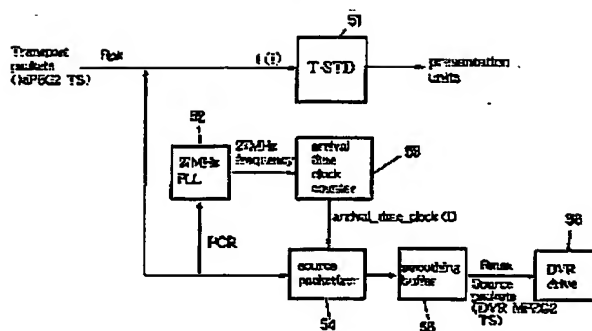 51
Transport
packets
(MPEG2 TS)
Rpk
t (i)
T-STD
presentation
units
52
27MHz
PLL
27MHz
frequency
arrival
time
clock
counter
53
arrival_time_clock (i)
PCR
source
packetizer
54
smoothing
buffer
55
Rmax
Source
packets
(DVR MPEG2
TS)
56
DVR
drive